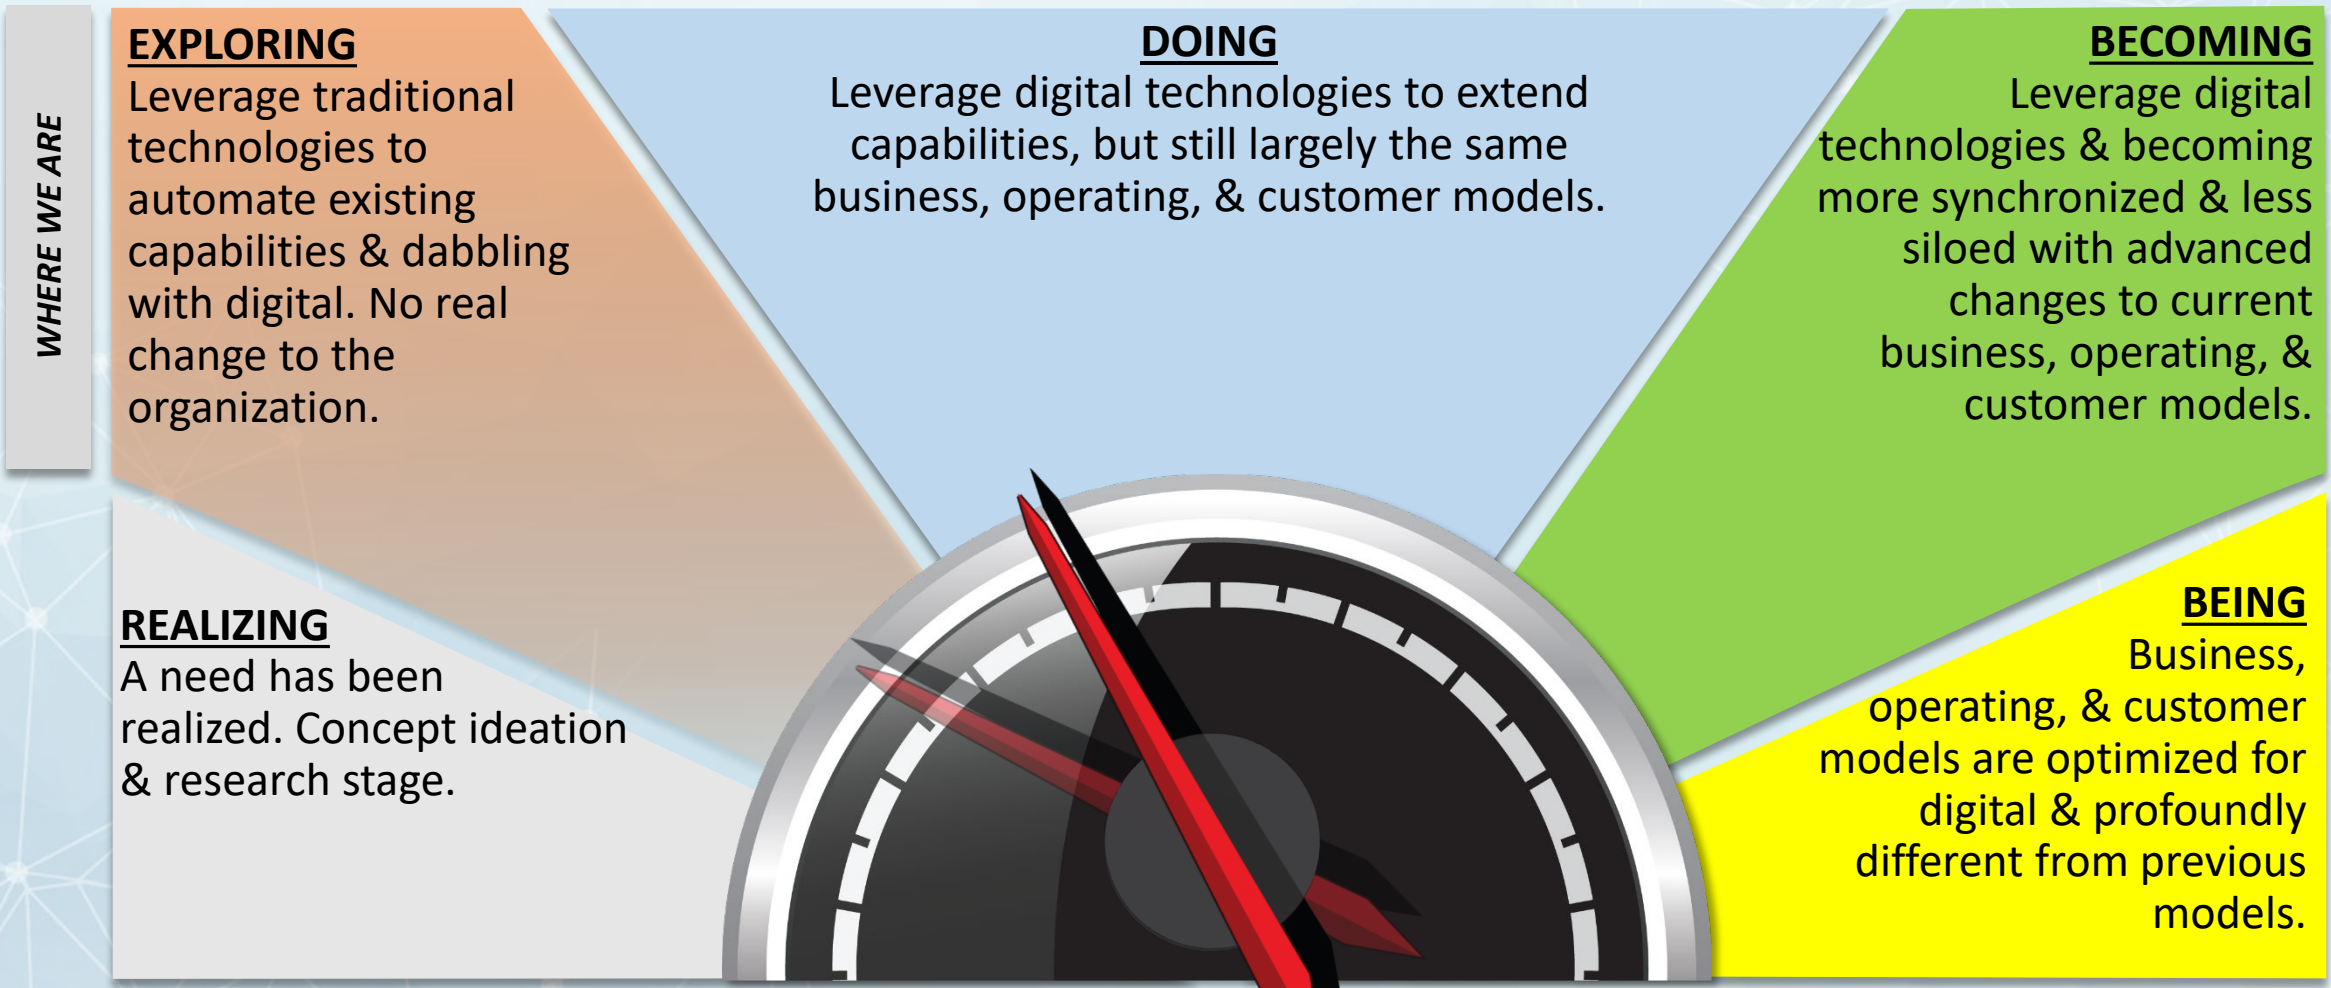 WHERE WE ARE
EXPLORING
Leverage traditional
technologies to
automate existing
capabilities & dabbling
with digital. No real
change to the
organization.
DOING
Leverage digital technologies to extend
capabilities, but still largely the same
business, operating, & customer models.
BECOMING
Leverage digital
technologies & becoming
more synchronized & less
siloed with advanced
changes to current
business, operating, &
customer models.
REALIZING
A need has been
realized. Concept ideation
& research stage.
BEING
Business,
operating, & customer
models are optimized for
digital & profoundly
different from previous
models.